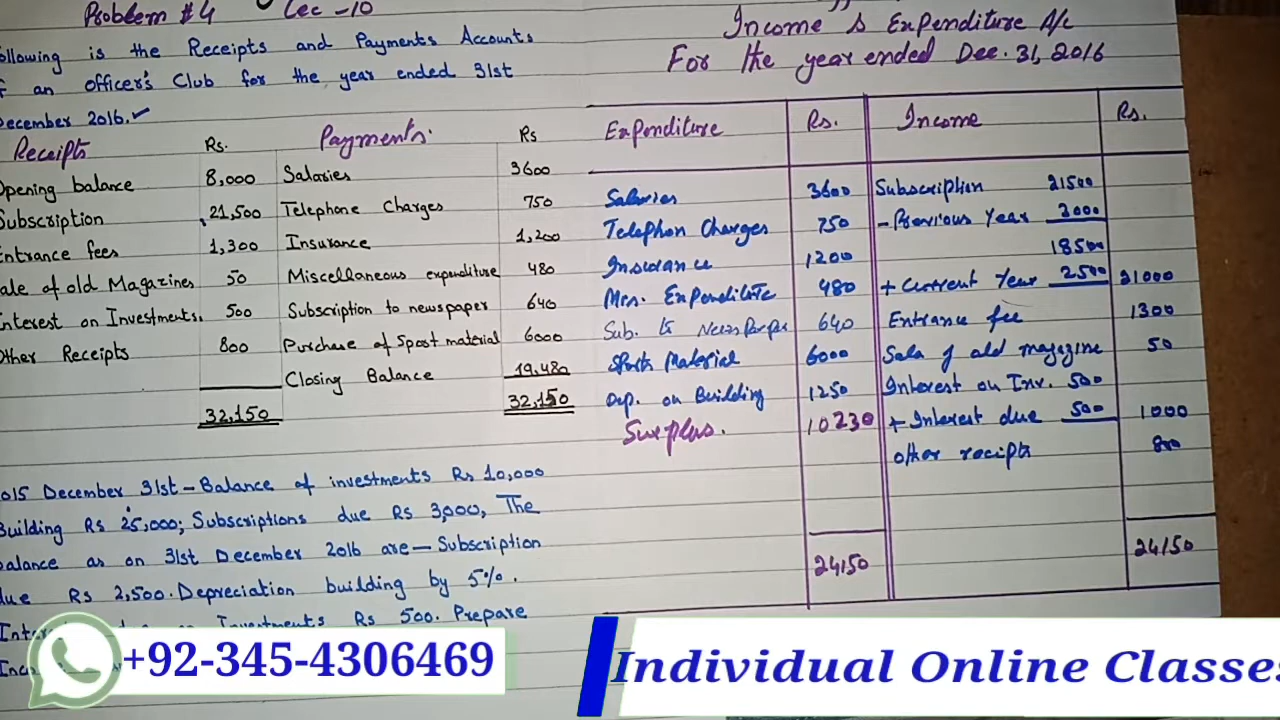 Problem #4 Lec -10
ollowing is the Receipts and Payments Accounts
f an officer's Club for the year ended 31st
December 2016.
Receipts Rs. Payments. Rs
Opening balance 8,000 Salaries 3600
Subscription 21,500 Telephone Charges 750
Entrance fees 1,300 Insurance 1,200
ale of old Magazines 50 Miscellaneous expenditure 480
Interest on Investments. 500 Subscription to newspaper 640
Other Receipts 800 Purchase of Spost material 6000
Closing Balance 19,480
32,150 32,150
015 December 31st - Balance of investments Rs 10,000
Building Rs 25,000; Subscriptions due Rs 3,000, The
balance as on 31st December 2016 are - Subscription
due Rs 2,500. Depreciation building by 5%.
Investments Rs 500. Prepare
Income & Expenditure A/c
For the year ended Dec. 31, 2016
Expenditure Rs. Income Rs.
Salaries 3600 Subscription 21500
Telephon Charges 750 - Previous Year 3000
Insurance 1200 18500
Mis. Expenditure 480 + Current Year 2500 21000
Sub. to News Paper 640 Entrance fee 1300
Sports Material 6000 Sala of old magazine 50
Dep. on Building 1250 Interest on Inv. 500
Surplus. 10230 + Interest due 500 1000
other recipts 800
24150 24150
+92-345-4306469
Individual Online Classes